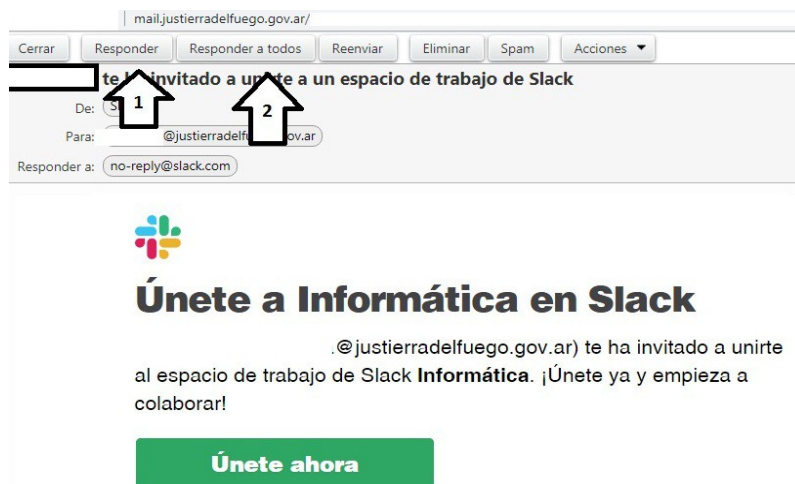 mail.justierradelfuego.gov.ar/
Cerrar Responder Responder a todos Reenviar Eliminar Spam Acciones
te invitado a a un espacio de trabajo de Slack
De:
1
2
Para: @justierradelfu ov.ar
Responder a: no-reply@slack.com
Únete a Informática en Slack
.@justierradelfuego.gov.ar) te ha invitado a unirte
al espacio de trabajo de Slack Informática. ¡Únete ya y empieza a
colaborar!
Únete ahora